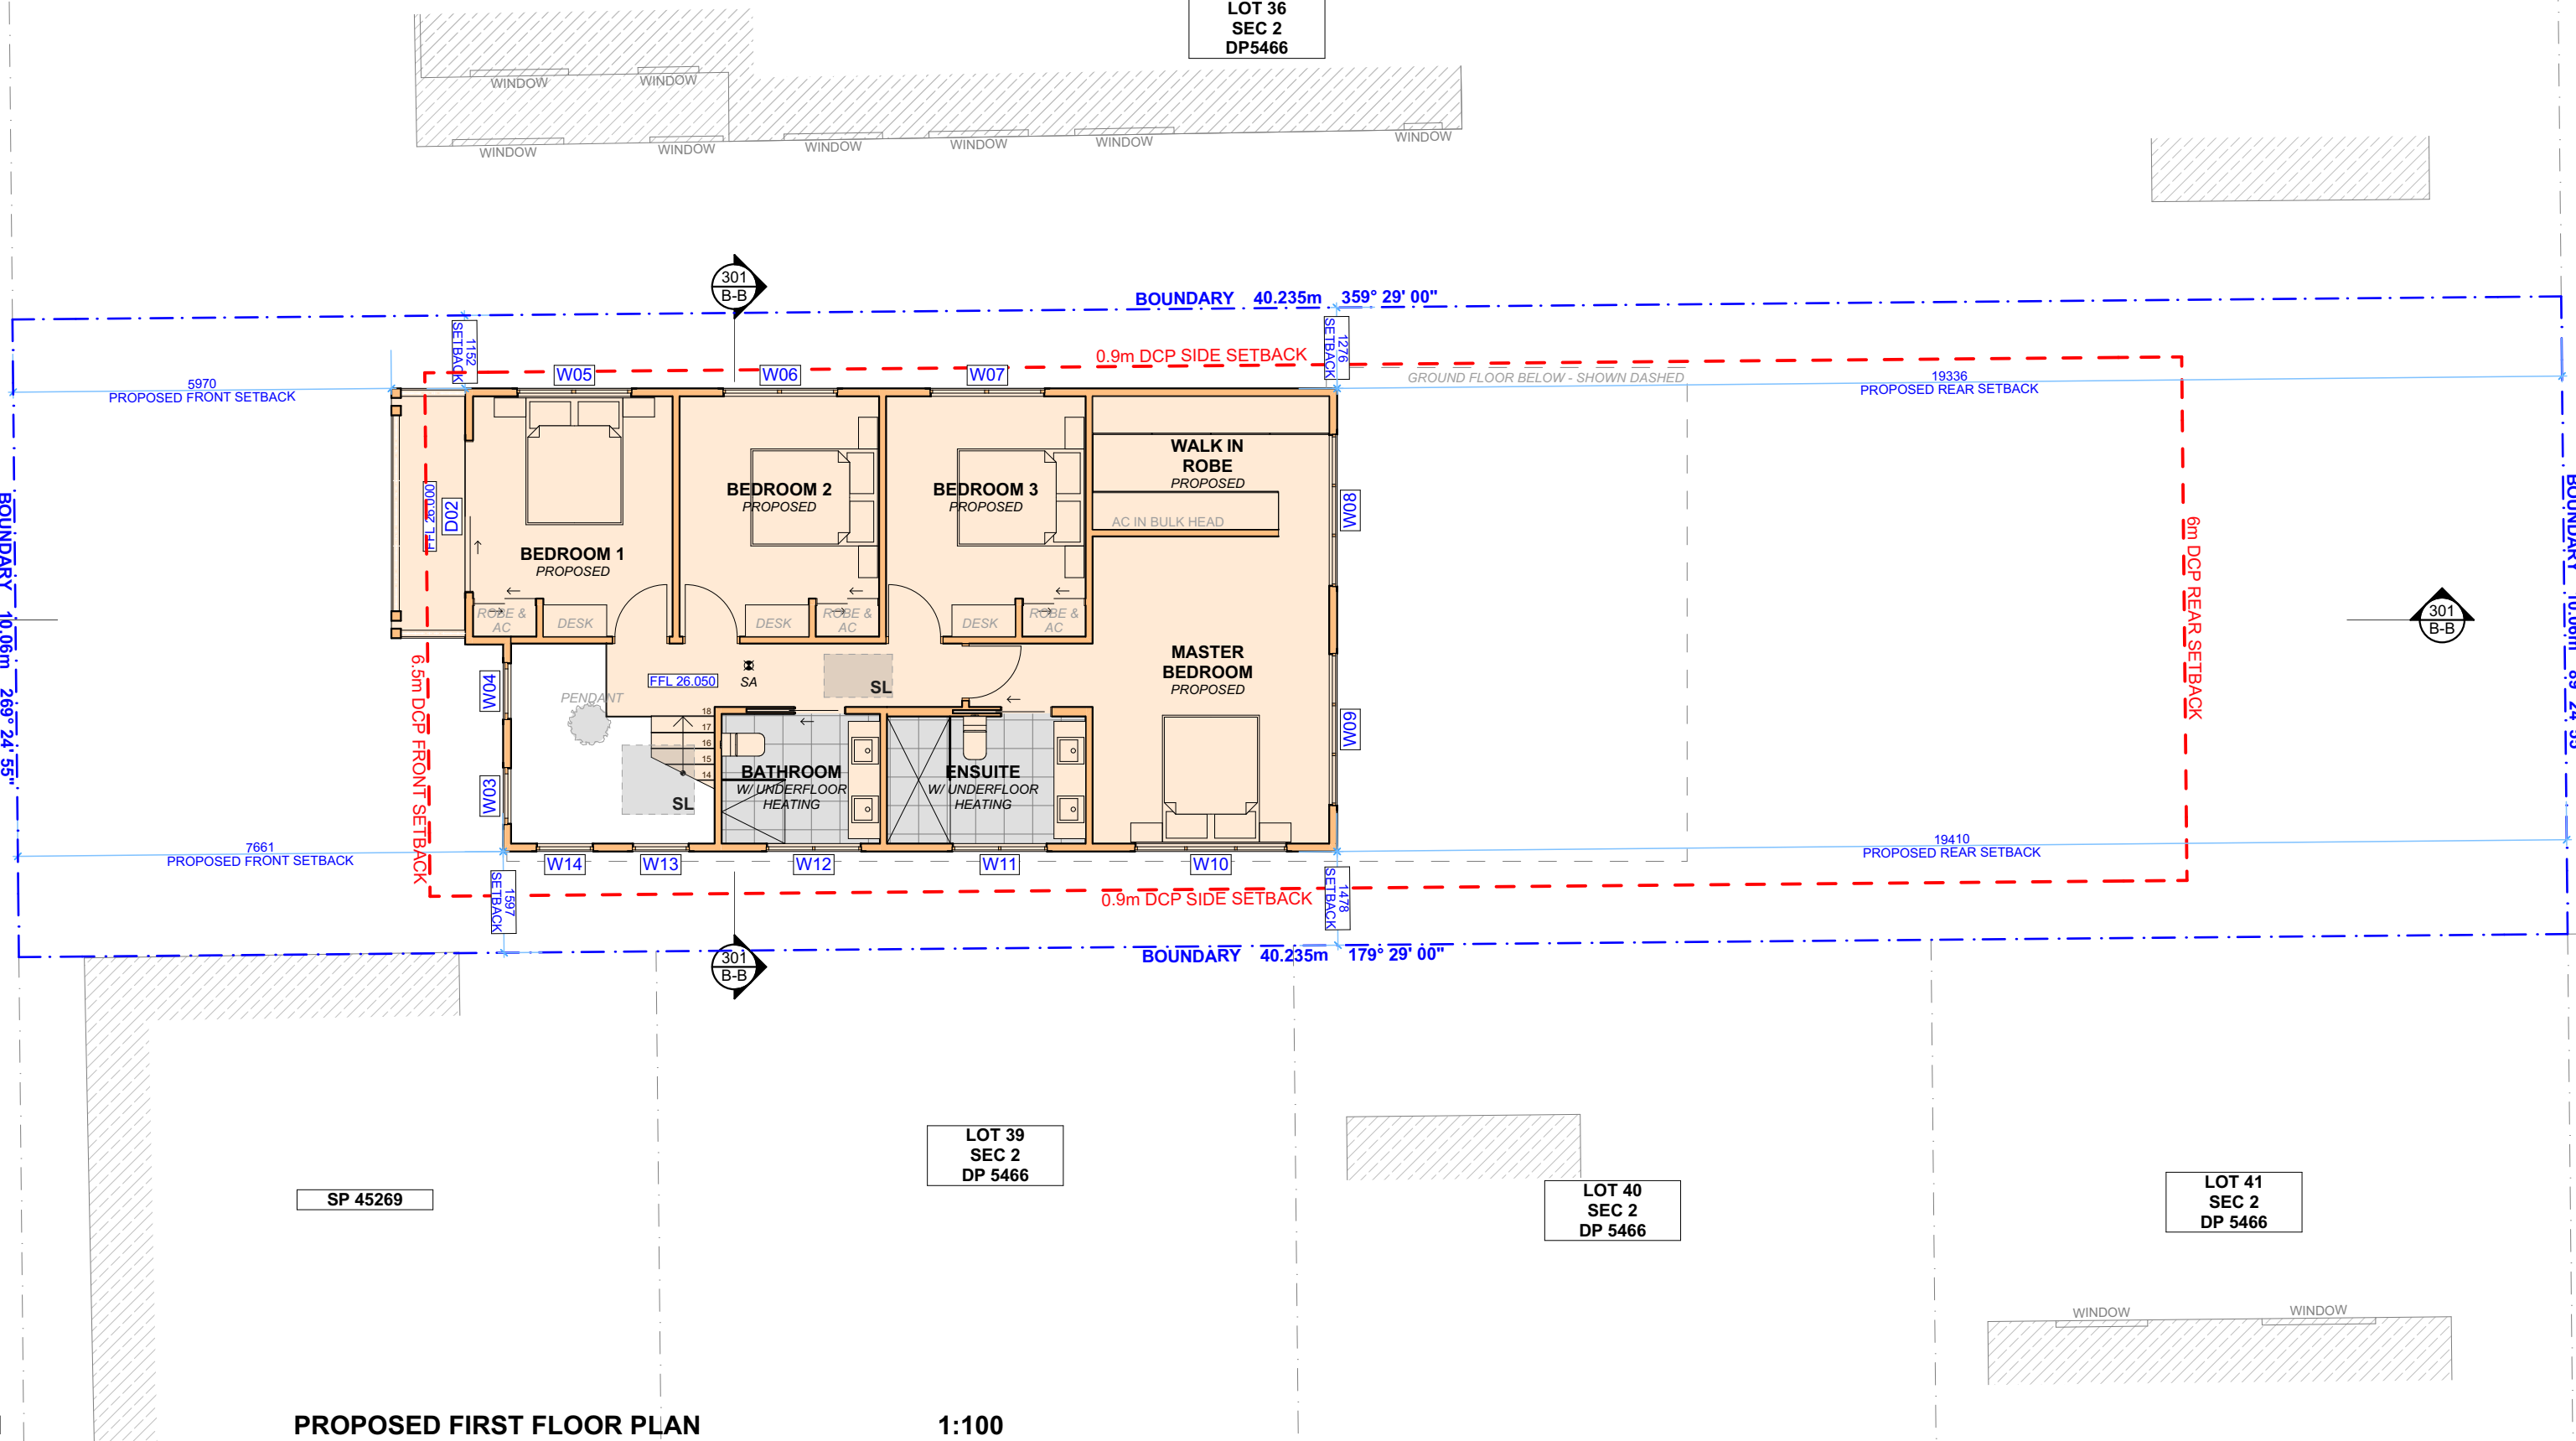 LOT 36
SEC 2
DP5466
WINDOW
WINDOW
WINDOW
WINDOW
WINDOW
WINDOW
WINDOW
WINDOW
301
B-B
BOUNDARY 40.235m 359° 29' 00"
1152
SETBACK
1276
SETBACK
0.9m DCP SIDE SETBACK
W05
W06
W07
GROUND FLOOR BELOW - SHOWN DASHED
5970
PROPOSED FRONT SETBACK
19336
PROPOSED REAR SETBACK
WALK IN
ROBE
PROPOSED
BEDROOM 2
PROPOSED
BEDROOM 3
PROPOSED
FFL 26.000
D02
W08
AC IN BULK HEAD
BEDROOM 1
PROPOSED
BOUNDARY 10.06m 269° 24' 55"
6m DCP REAR SETBACK
ROBE &
AC
DESK
DESK
ROBE &
AC
DESK
ROBE &
AC
301
B-B
MASTER
BEDROOM
PROPOSED
6.5m DCP FRONT SETBACK
W04
PENDANT
FFL 26.050
SA
SL
18
17
16
15
14
W09
BATHROOM
W/ UNDERFLOOR
HEATING
ENSUITE
W/ UNDERFLOOR
HEATING
W03
SL
7661
PROPOSED FRONT SETBACK
19410
PROPOSED REAR SETBACK
W14
W13
W12
W11
W10
1597
SETBACK
1478
SETBACK
0.9m DCP SIDE SETBACK
301
B-B
BOUNDARY 40.235m 179° 29' 00"
LOT 39
SEC 2
DP 5466
SP 45269
LOT 40
SEC 2
DP 5466
LOT 41
SEC 2
DP 5466
WINDOW
WINDOW
PROPOSED FIRST FLOOR PLAN 1:100